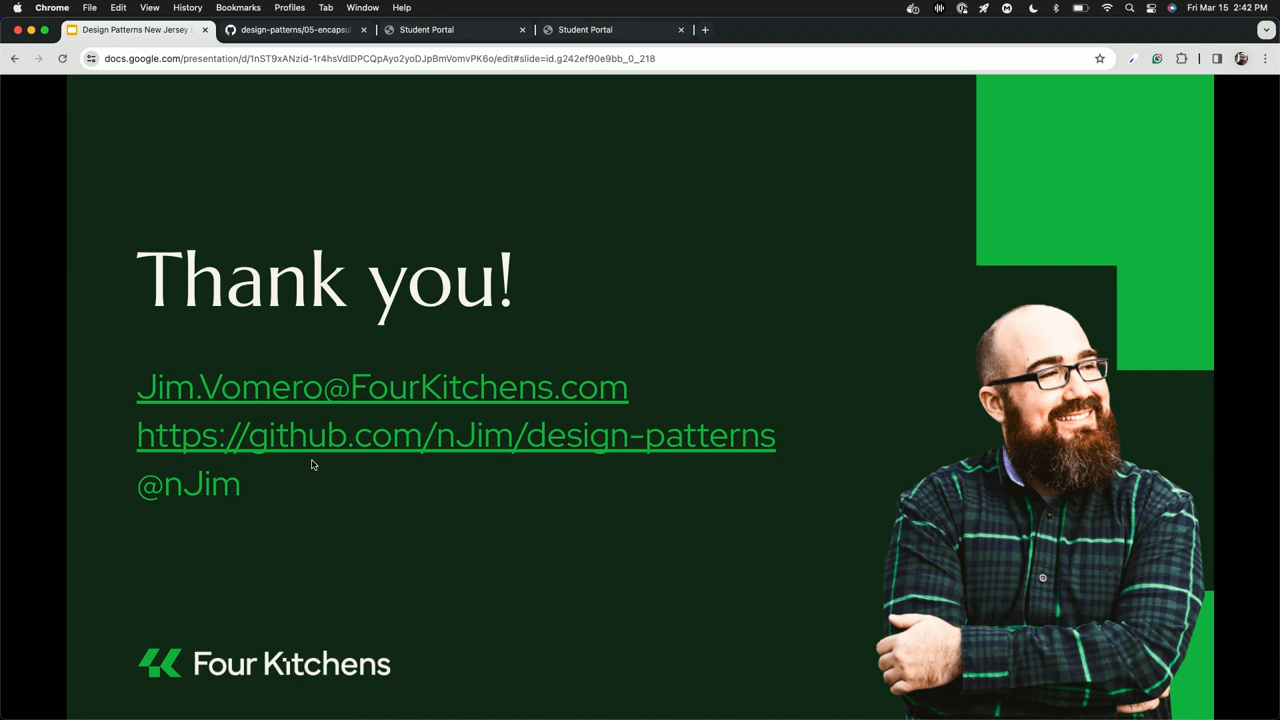 Chrome File Edit View History Bookmarks Profiles Tab Window Help Fri Mar 15 2:42 PM
Design Patterns New Jersey design-patterns/05-encapsu Student Portal Student Portal
docs.google.com/presentation/d/1nST9xANzid-1r4hsVdlDPCQpAyo2yoDJpBmVomvPK6o/edit#slide=id.g242ef90e9bb_0_218
Thank you!
Jim.Vomero@FourKitchens.com
https://github.com/nJim/design-patterns
@nJim
Four Kitchens